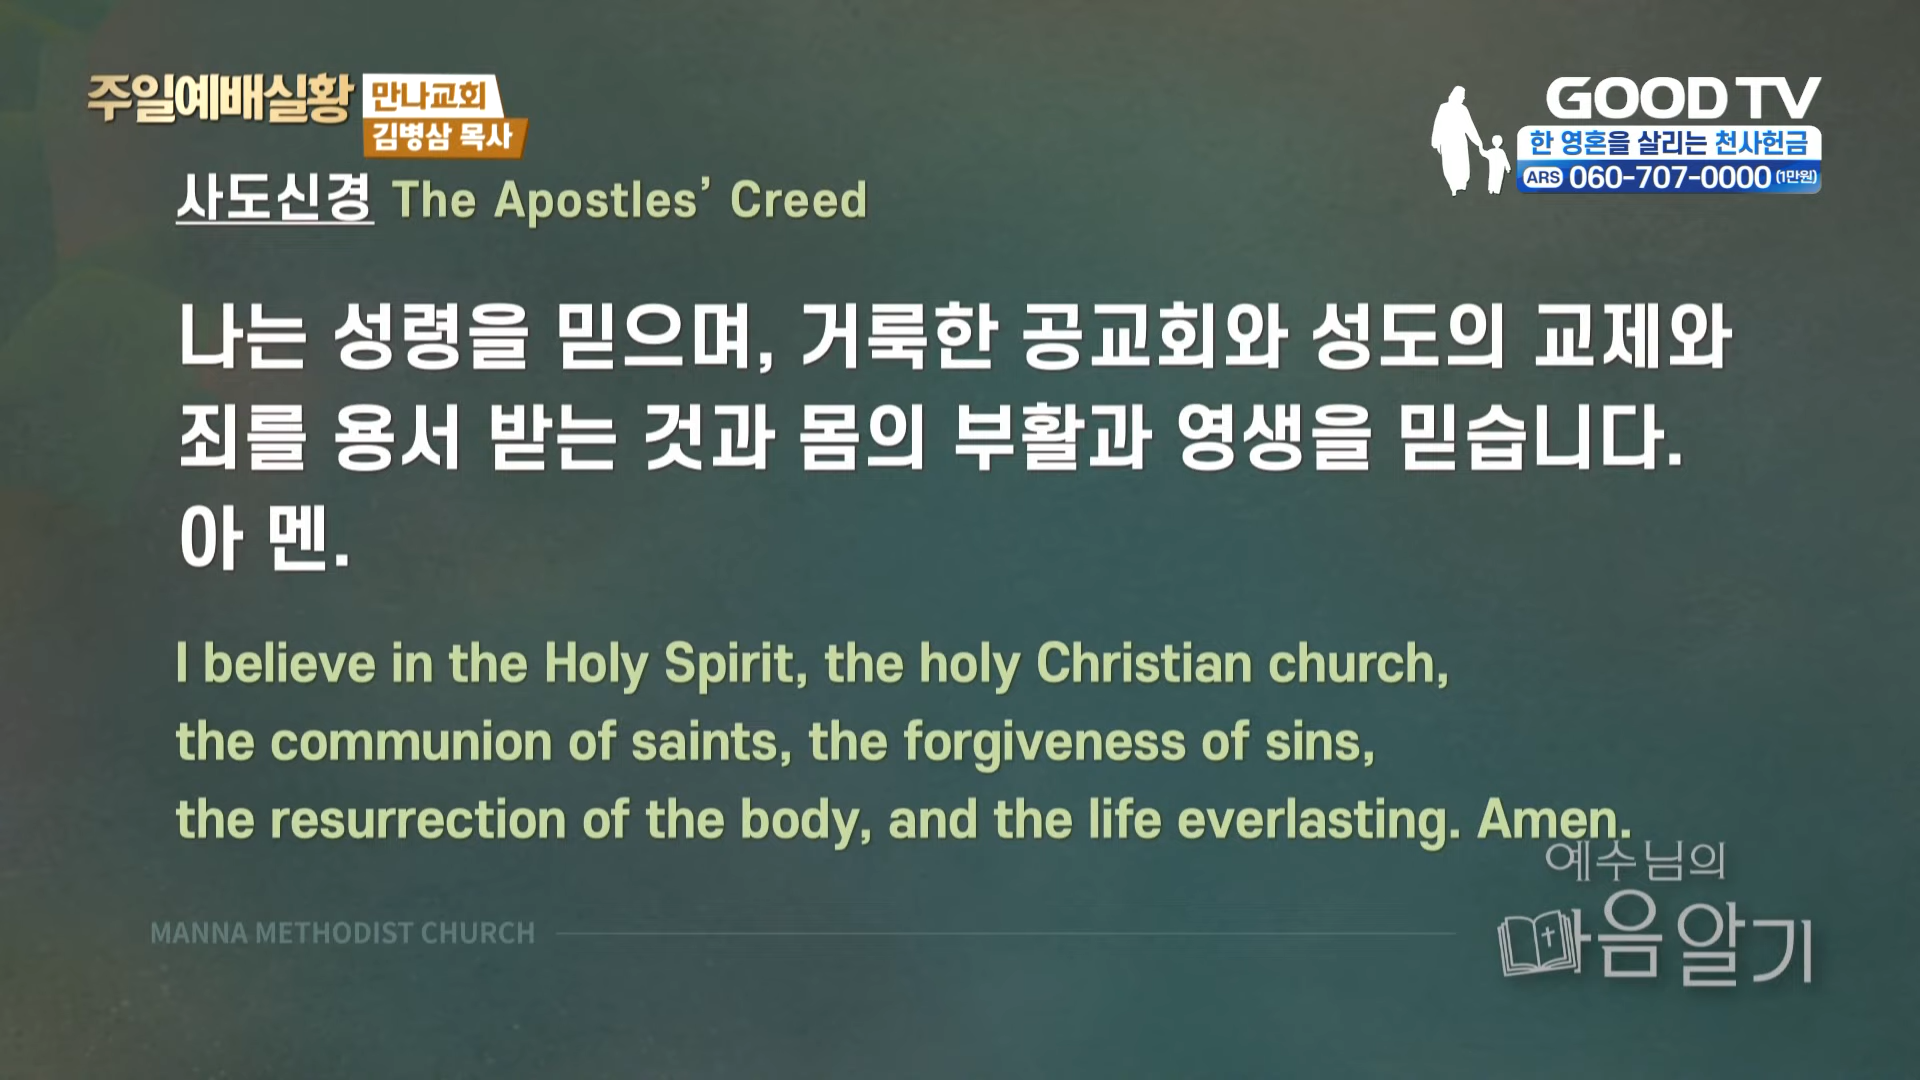 주일예배실황
만나교회
김병삼 목사
GOOD TV
한 영혼을 살리는 천사헌금
ARS 060-707-0000 (1만원)
사도신경 The Apostles’ Creed
나는 성령을 믿으며, 거룩한 공교회와 성도의 교제와
죄를 용서 받는 것과 몸의 부활과 영생을 믿습니다.
아 멘.
I believe in the Holy Spirit, the holy Christian church,
the communion of saints, the forgiveness of sins,
the resurrection of the body, and the life everlasting. Amen.
예수님의
마음알기
MANNA METHODIST CHURCH